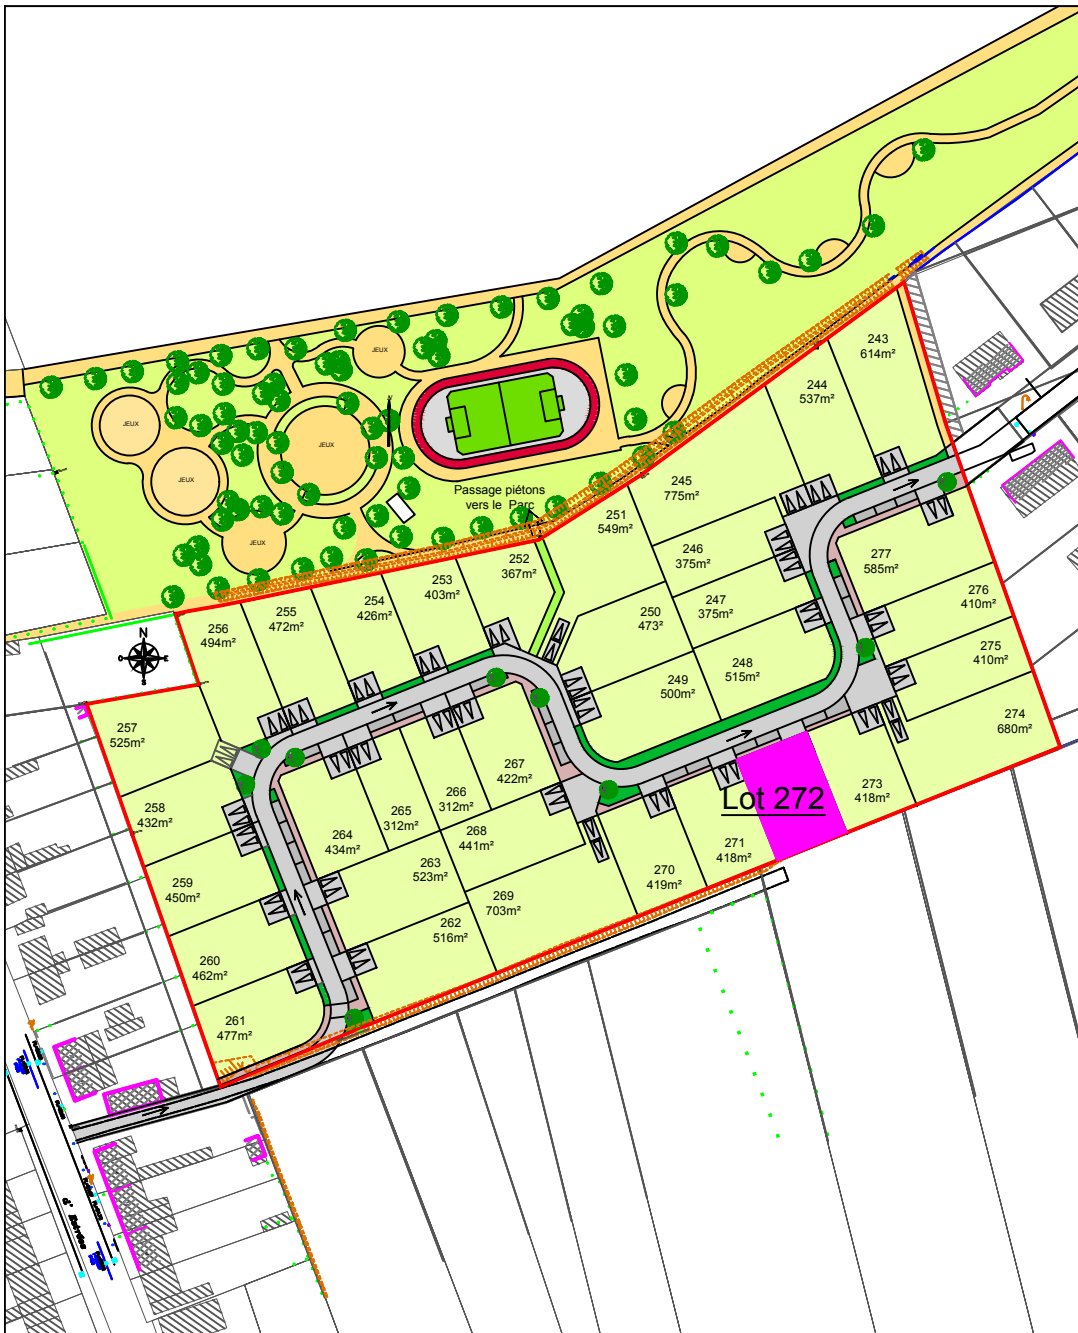 243
614m²
244
537m²
JEUX
JEUX
JEUX
JEUX
JEUX
Passage piétons
vers le Parc
245
775m²
251
549m²
246
375m²
277
585m²
252
367m²
253
403m²
254
426m²
255
472m²
256
494m²
247
375m²
276
410m²
250
473²
275
410m²
248
515m²
249
500m²
274
680m²
N
E
S
O
257
525m²
258
432m²
267
422m²
266
312m²
265
312m²
264
434m²
268
441m²
263
523m²
Lot 272
273
418m²
271
418m²
270
419m²
269
703m²
262
516m²
259
450m²
260
462m²
261
477m²